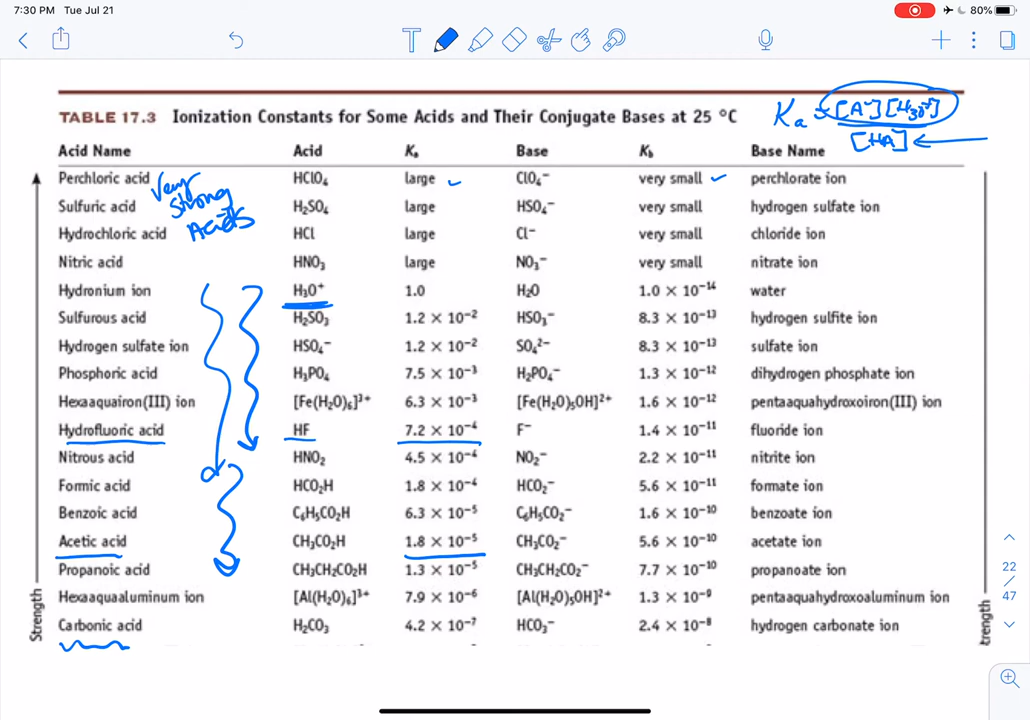 7:30 PM Tue Jul 21 80%
TABLE 17.3 Ionization Constants for Some Acids and Their Conjugate Bases at 25 °C
Ka = [A⁻][H₃O⁺]
[HA]
Acid Name Acid Ka Base Kb Base Name
Perchloric acid HClO₄ large ClO₄⁻ very small perchlorate ion
Very
Strong
Acids
Sulfuric acid H₂SO₄ large HSO₄⁻ very small hydrogen sulfate ion
Hydrochloric acid HCl large Cl⁻ very small chloride ion
Nitric acid HNO₃ large NO₃⁻ very small nitrate ion
Hydronium ion H₃O⁺ 1.0 H₂O 1.0 × 10⁻¹⁴ water
Sulfurous acid H₂SO₃ 1.2 × 10⁻² HSO₃⁻ 8.3 × 10⁻¹³ hydrogen sulfite ion
Hydrogen sulfate ion HSO₄⁻ 1.2 × 10⁻² SO₄²⁻ 8.3 × 10⁻¹³ sulfate ion
Phosphoric acid H₃PO₄ 7.5 × 10⁻³ H₂PO₄⁻ 1.3 × 10⁻¹² dihydrogen phosphate ion
Hexaaquairon(III) ion [Fe(H₂O)₆]³⁺ 6.3 × 10⁻³ [Fe(H₂O)₅OH]²⁺ 1.6 × 10⁻¹² pentaaquahydroxoiron(III) ion
Hydrofluoric acid HF 7.2 × 10⁻⁴ F⁻ 1.4 × 10⁻¹¹ fluoride ion
Nitrous acid HNO₂ 4.5 × 10⁻⁴ NO₂⁻ 2.2 × 10⁻¹¹ nitrite ion
Formic acid HCO₂H 1.8 × 10⁻⁴ HCO₂⁻ 5.6 × 10⁻¹¹ formate ion
Benzoic acid C₆H₅CO₂H 6.3 × 10⁻⁵ C₆H₅CO₂⁻ 1.6 × 10⁻¹⁰ benzoate ion
Acetic acid CH₃CO₂H 1.8 × 10⁻⁵ CH₃CO₂⁻ 5.6 × 10⁻¹⁰ acetate ion
Propanoic acid CH₃CH₂CO₂H 1.3 × 10⁻⁵ CH₃CH₂CO₂⁻ 7.7 × 10⁻¹⁰ propanoate ion
Hexaaquaaluminum ion [Al(H₂O)₆]³⁺ 7.9 × 10⁻⁶ [Al(H₂O)₅OH]²⁺ 1.3 × 10⁻⁹ pentaaquahydroxoaluminum ion
Carbonic acid H₂CO₃ 4.2 × 10⁻⁷ HCO₃⁻ 2.4 × 10⁻⁸ hydrogen carbonate ion
Strength
trength
22
/
47